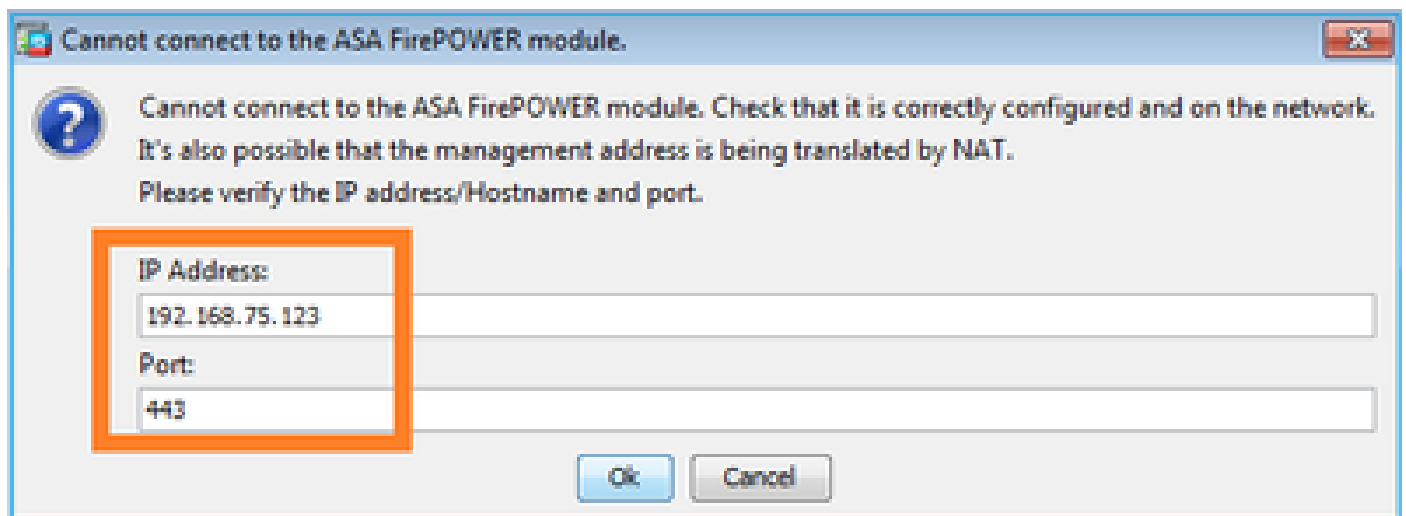 Cannot connect to the ASA FirePOWER module.
Cannot connect to the ASA FirePOWER module. Check that it is correctly configured and on the network.
It's also possible that the management address is being translated by NAT.
Please verify the IP address/Hostname and port.
IP Address:
192.168.75.123
Port:
443
Ok Cancel